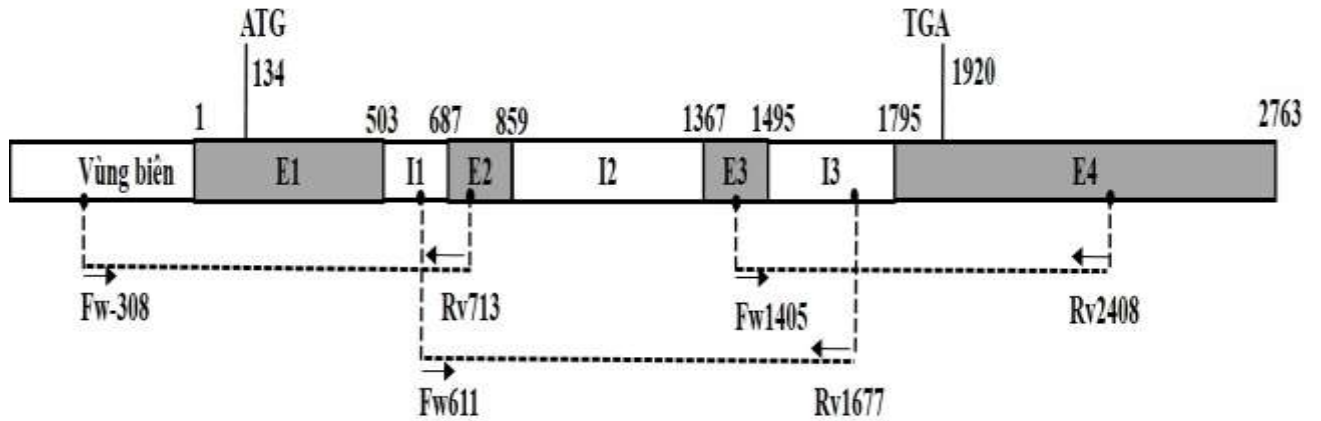 ATG TGA
134 1920
1 503 687 859 1367 1495 1795 2763
Vùng biên E1 I1 E2 I2 E3 I3 E4
Fw-308 Rv713 Fw1405 Rv2408
Fw611 Rv1677